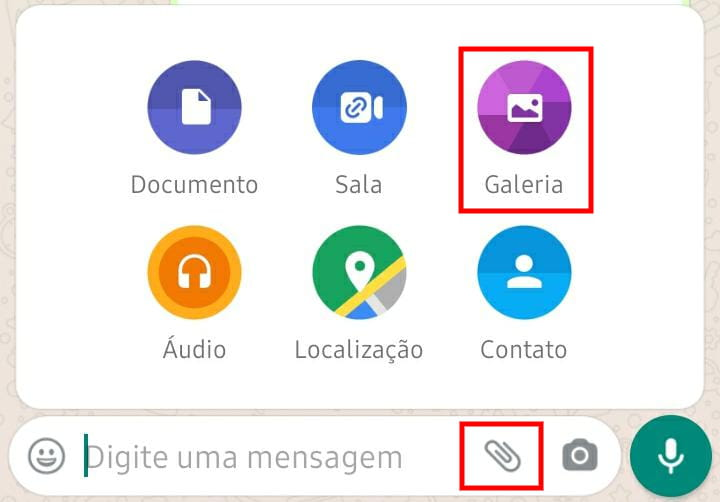 Documento Sala Galeria
Áudio Localização Contato
Digite uma mensagem